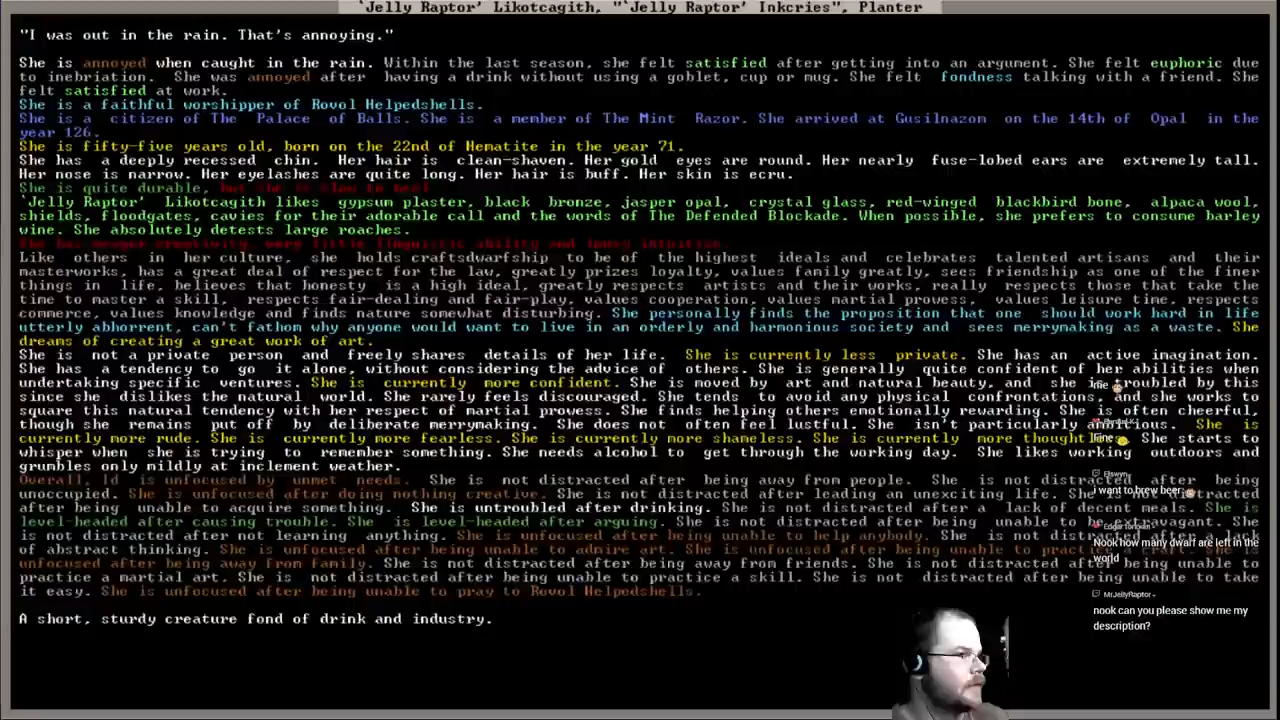 `Jelly Raptor' Likotcagith, "`Jelly Raptor' Inkcries", Planter
"I was out in the rain. That's annoying."
She is annoyed when caught in the rain. Within the last season, she felt satisfied after getting into an argument. She felt euphoric due
to inebriation. She was annoyed after having a drink without using a goblet, cup or mug. She felt fondness talking with a friend. She
felt satisfied at work.
She is a faithful worshipper of Rovol Helpedshells.
She is a citizen of The Palace of Balls. She is a member of The Mint Razor. She arrived at Gusilnazom on the 14th of Opal in the
year 126.
She is fifty-five years old, born on the 22nd of Hematite in the year 71.
She has a deeply recessed chin. Her hair is clean-shaven. Her gold eyes are round. Her nearly fuse-lobed ears are extremely tall.
Her nose is narrow. Her eyelashes are quite long. Her hair is buff. Her skin is ecru.
She is quite durable, but she is slow to heal.
`Jelly Raptor' Likotcagith likes gypsum plaster, black bronze, jasper opal, crystal glass, red-winged blackbird bone, alpaca wool,
shields, floodgates, cavies for their adorable call and the words of The Defended Blockade. When possible, she prefers to consume barley
wine. She absolutely detests large roaches.
She has meager creativity, very little linguistic ability and lousy intuition.
Like others in her culture, she holds craftsdwarfship to be of the highest ideals and celebrates talented artisans and their
masterworks, has a great deal of respect for the law, greatly prizes loyalty, values family greatly, sees friendship as one of the finer
things in life, believes that honesty is a high ideal, greatly respects artists and their works, really respects those that take the
time to master a skill, respects fair-dealing and fair-play, values cooperation, values martial prowess, values leisure time, respects
commerce, values knowledge and finds nature somewhat disturbing. She personally finds the proposition that one should work hard in life
utterly abhorrent, can't fathom why anyone would want to live in an orderly and harmonious society and sees merrymaking as a waste. She
dreams of creating a great work of art.
She is not a private person and freely shares details of her life. She is currently less private. She has an active imagination.
She has a tendency to go it alone, without considering the advice of others. She is generally quite confident of her abilities when
undertaking specific ventures. She is currently more confident. She is moved by art and natural beauty, and she troubled by this
since she dislikes the natural world. She rarely feels discouraged. She tends to avoid any physical confrontations, and she works to
square this natural tendency with her respect of martial prowess. She finds helping others emotionally rewarding. She is often cheerful,
though she remains put off by deliberate merrymaking. She does not often feel lustful. She isn't particularly ambitious. She is
currently more rude. She is currently more fearless. She is currently more shameless. She is currently more She starts to
whisper when she is trying to remember something. She needs alcohol to get through the working day. She likes working outdoors and
grumbles only mildly at inclement weather.
Overall, Id is unfocused by unmet needs. She is not distracted after being away from people. She is not distracted after being
unoccupied. She is unfocused after doing nothing creative. She is not distracted after leading an unexciting life. She
after being unable to acquire something. She is untroubled after drinking. She is not distracted after a lack of decent meals. She is
level-headed after causing trouble. She is level-headed after arguing. She is not distracted after being unable to be She
is not distracted after not learning anything. She is unfocused after being unable to help anybody. She is not distracted after a
of abstract thinking. She is unfocused after being unable to admire art. She is unfocused after being unable to practice a craft. She is
unfocused after being away from family. She is not distracted after being away from friends. She is not distracted after being unable to
practice a martial art. She is not distracted after being unable to practice a skill. She is not distracted after being unable to take
it easy. She is unfocused after being unable to pray to Rovol Helpedshells.
A short, sturdy creature fond of drink and industry.
me
Fine
i want to brew beer
Nook how many dwarf are left in the
world
MrJellyRaptor
nook can you please show me my
description?